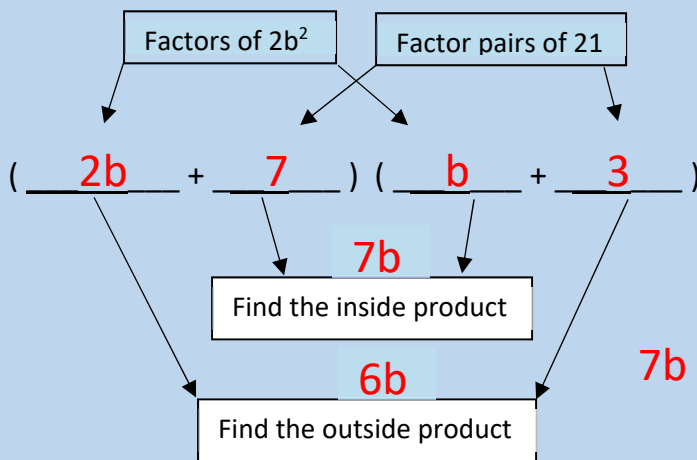 Factors of 2b²
Factor pairs of 21
( 2b + 7 ) ( b + 3 )
7b
Find the inside product
6b
7b
Find the outside product